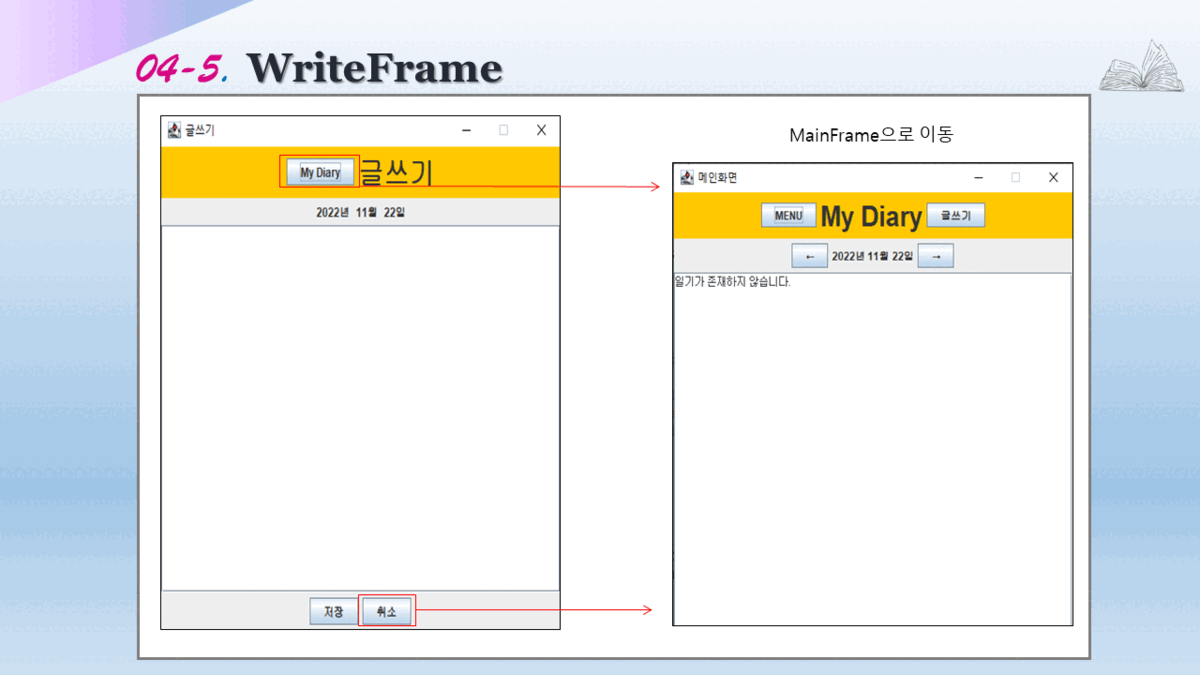 04-5. WriteFrame
글쓰기
My Diary 글쓰기
2022년 11월 22일
저장 취소
MainFrame으로 이동
메인화면
MENU My Diary 글쓰기
← 2022년 11월 22일 →
일기가 존재하지 않습니다.